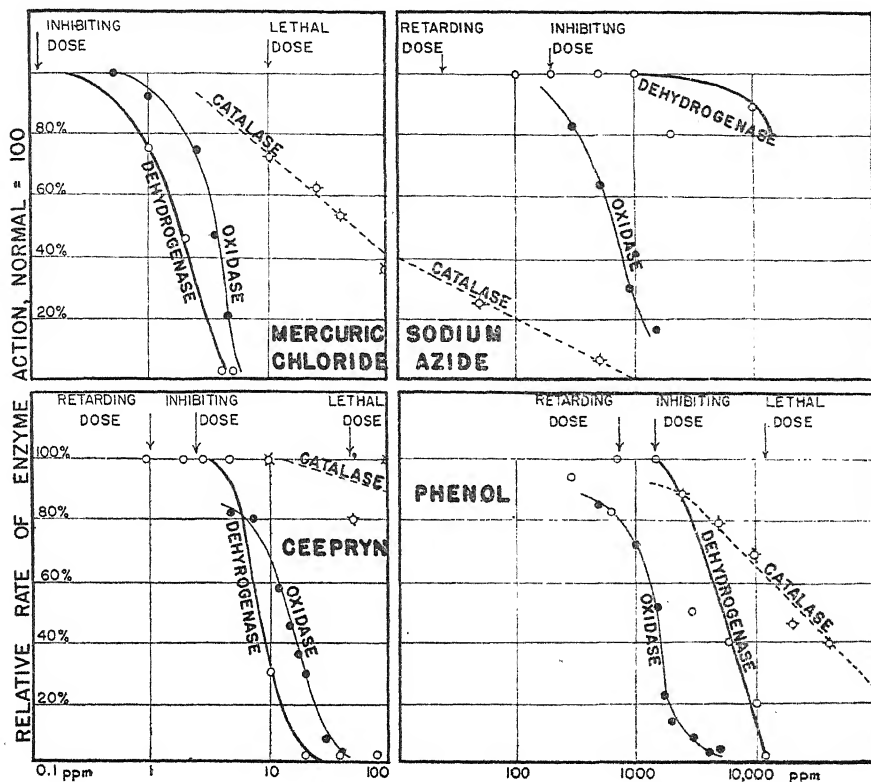 RELATIVE RATE OF ENZYME ACTION, NORMAL = 100
INHIBITING
DOSE
LETHAL
DOSE
80%
60%
40%
20%
CATALASE
DEHYDROGENASE
OXIDASE
MERCURIC
CHLORIDE
RETARDING
DOSE
INHIBITING
DOSE
DEHYDROGENASE
OXIDASE
CATALASE
SODIUM
AZIDE
RETARDING
DOSE
INHIBITING
DOSE
LETHAL
DOSE
100%
80%
60%
40%
20%
CATALASE
CEEPRYN
DEHYROGENASE
OXIDASE
0.1 ppm
1
10
100
RETARDING
DOSE
INHIBITING
DOSE
LETHAL
DOSE
PHENOL
OXIDASE
DEHYDROGENASE
CATALASE
100
1000
10,000
ppm